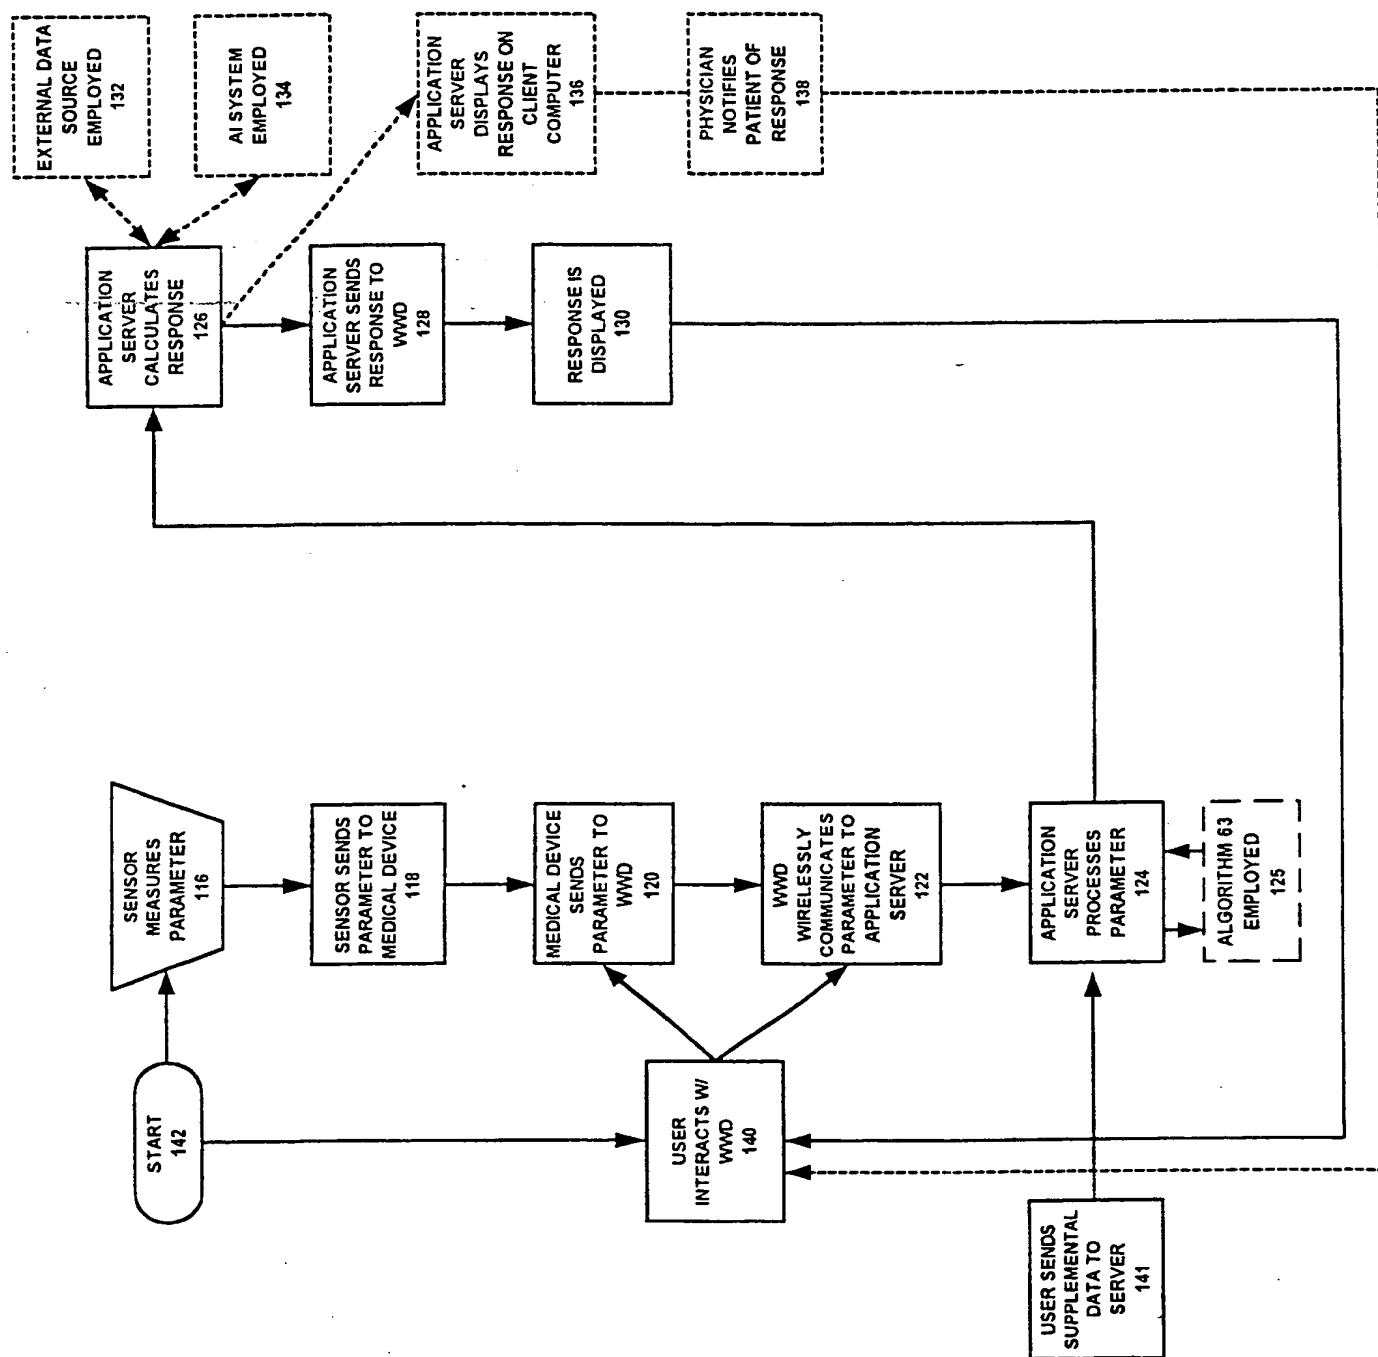 START
142
SENSOR
MEASURES
PARAMETER
116
SENSOR SENDS
PARAMETER TO
MEDICAL DEVICE
118
MEDICAL DEVICE
SENDS
PARAMETER TO
WWD
120
WWD
WIRELESSLY
COMMUNICATES
PARAMETER TO
APPLICATION
SERVER
122
APPLICATION
SERVER
PROCESSES
PARAMETER
124
ALGORITHM 63
EMPLOYED
125
USER
INTERACTS W/
WWD
140
USER SENDS
SUPPLEMENTAL
DATA TO
SERVER
141
APPLICATION
SERVER
CALCULATES
RESPONSE
126
APPLICATION
SERVER SENDS
RESPONSE TO
WWD
128
RESPONSE IS
DISPLAYED
130
EXTERNAL DATA
SOURCE
EMPLOYED
132
AI SYSTEM
EMPLOYED
134
APPLICATION
SERVER
DISPLAYS
RESPONSE ON
CLIENT
COMPUTER
136
PHYSICIAN
NOTIFIES
PATIENT OF
RESPONSE
138